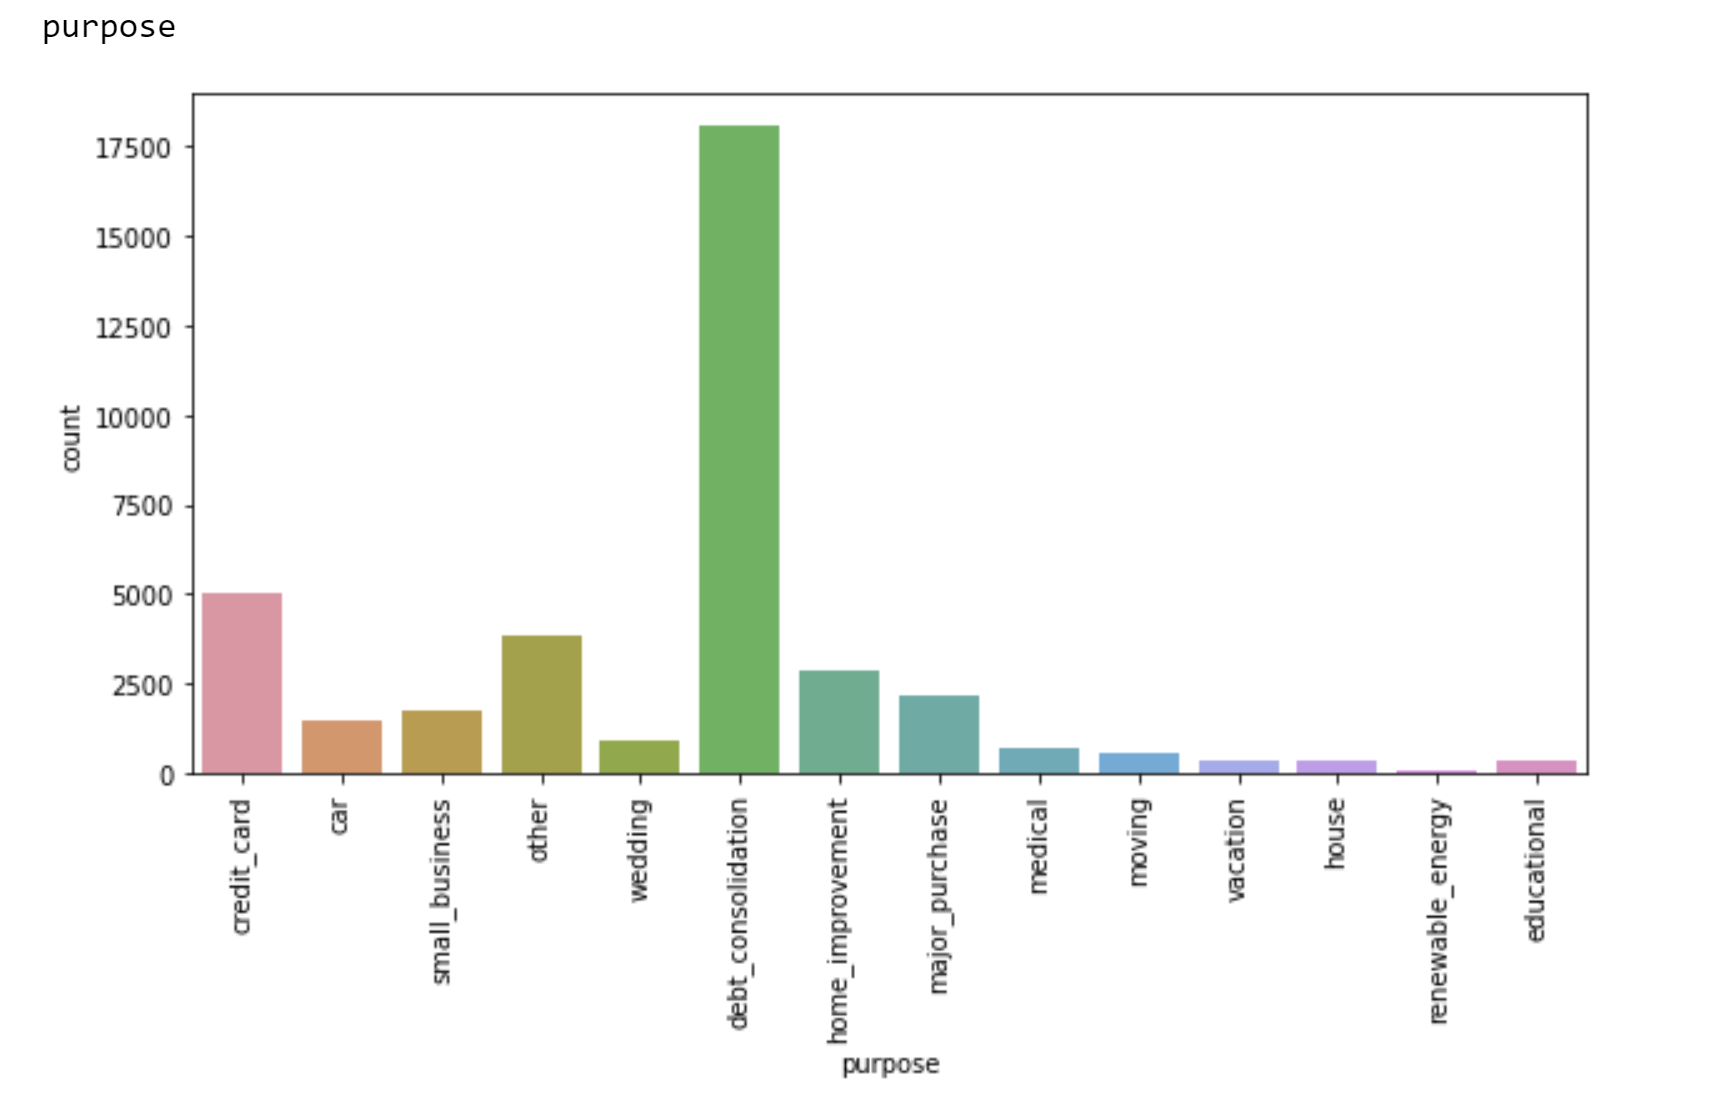 purpose
17500
15000
12500
10000
7500
5000
2500
0
count
credit_card
car
small_business
other
wedding
debt_consolidation
home_improvement
major_purchase
medical
moving
vacation
house
renewable_energy
educational
purpose